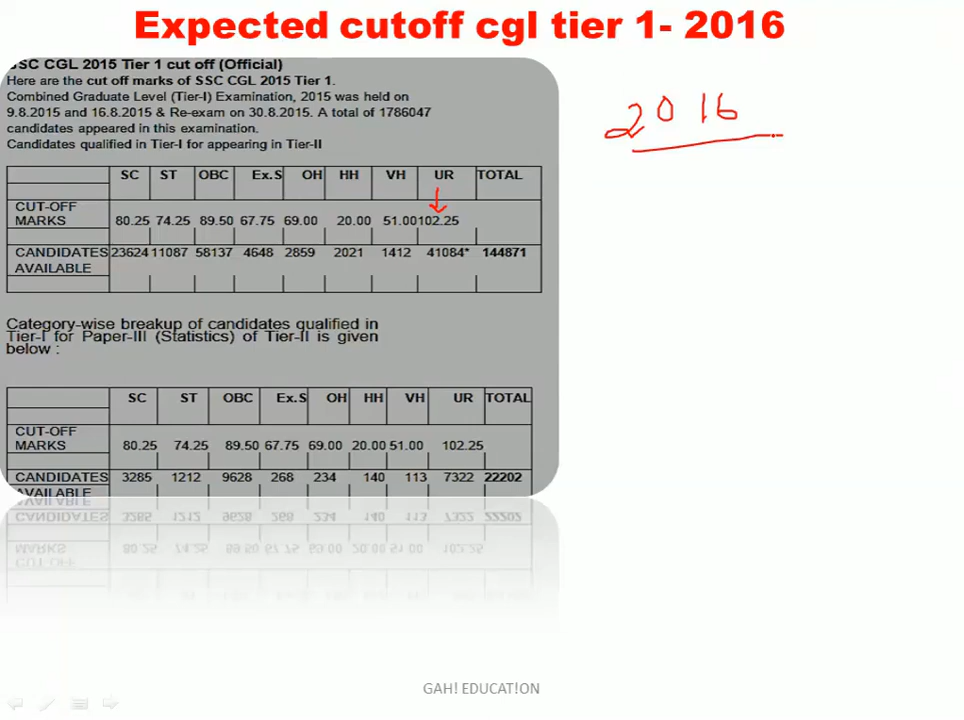 Expected cutoff cgl tier 1- 2016
SSC CGL 2015 Tier 1 cut off (Official)
Here are the cut off marks of SSC CGL 2015 Tier 1.
Combined Graduate Level (Tier-I) Examination, 2015 was held on
9.8.2015 and 16.8.2015 & Re-exam on 30.8.2015. A total of 1786047
candidates appeared in this examination.
Candidates qualified in Tier-I for appearing in Tier-II
2016
SC ST OBC Ex.S OH HH VH UR TOTAL
CUT-OFF
MARKS 80.25 74.25 89.50 67.75 69.00 20.00 51.00 102.25
CANDIDATES 23624 11087 58137 4648 2859 2021 1412 41084* 144871
AVAILABLE
Category-wise breakup of candidates qualified in
Tier-I for Paper-III (Statistics) of Tier-II is given
below :
SC ST OBC Ex.S OH HH VH UR TOTAL
CUT-OFF
MARKS 80.25 74.25 89.50 67.75 69.00 20.00 51.00 102.25
CANDIDATES 3285 1212 9628 268 234 140 113 7322 22202
AVAILABLE
GAH! EDUCAT!ON